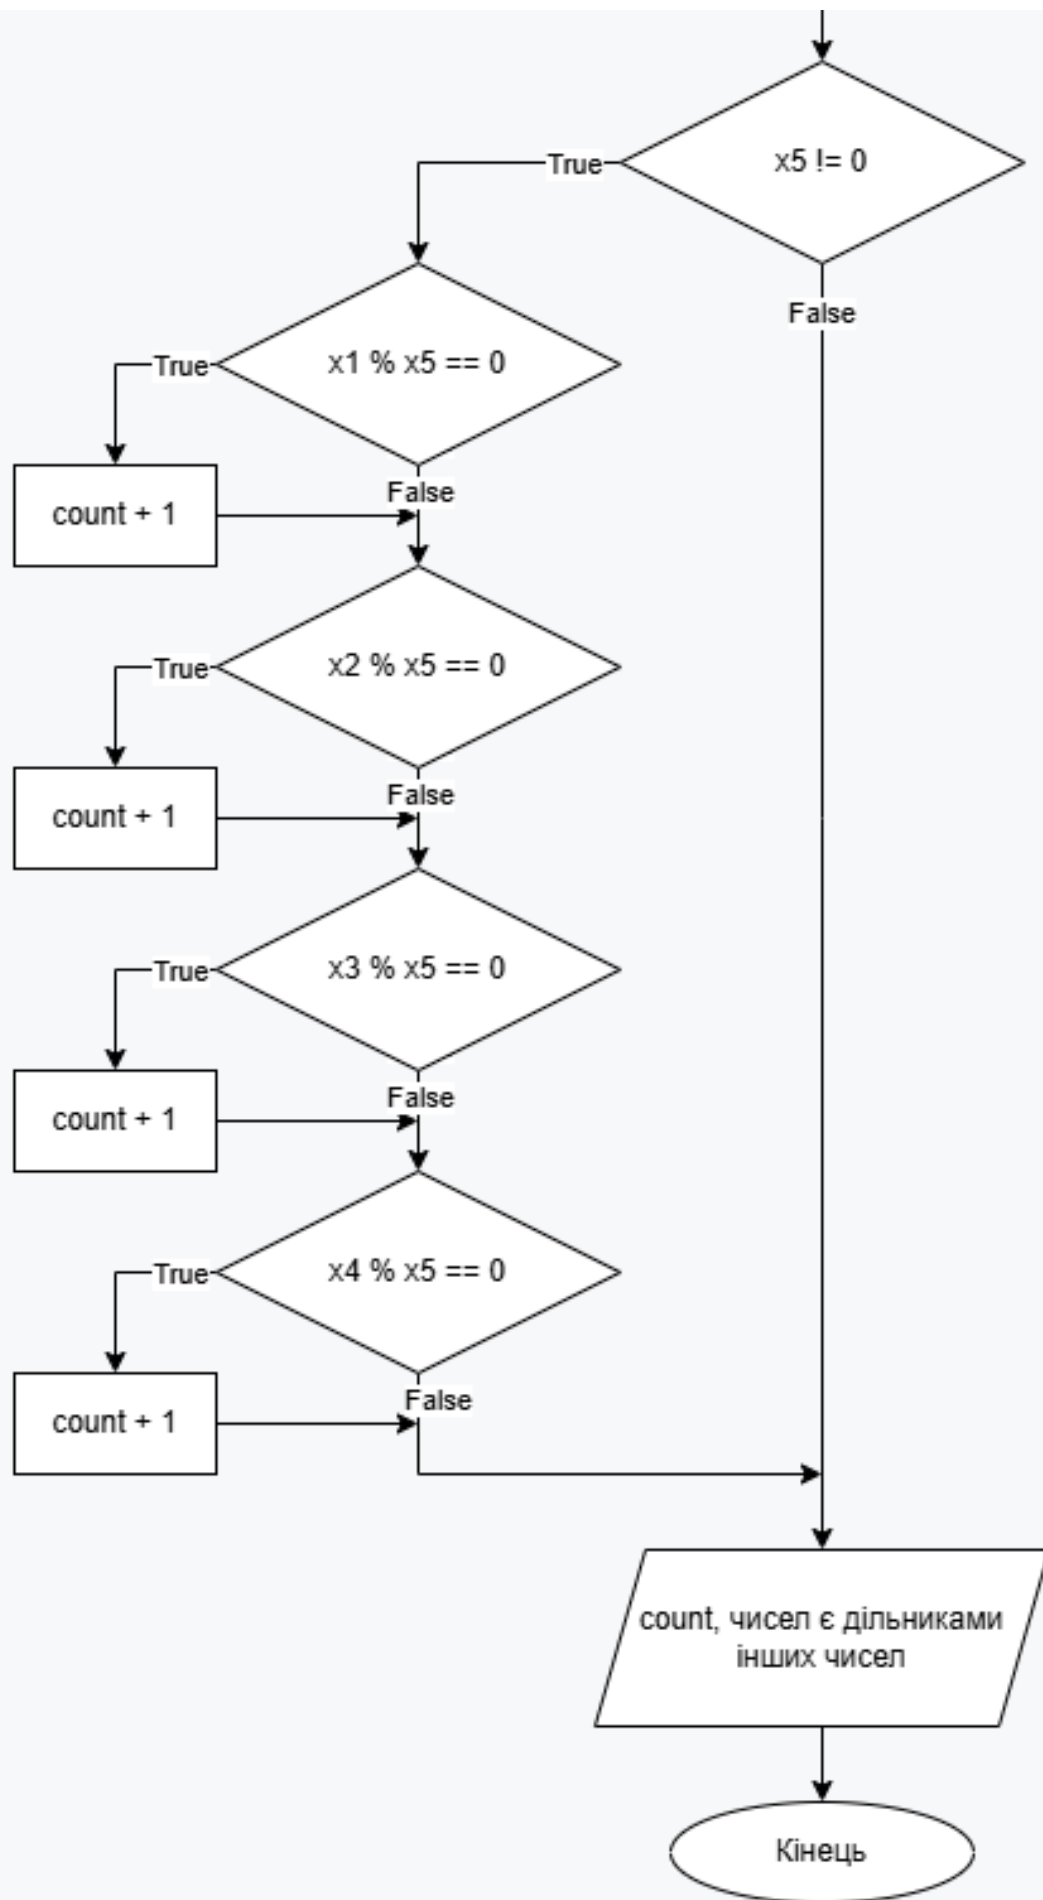 x5 != 0
True
False
x1 % x5 == 0
True
False
count + 1
x2 % x5 == 0
True
False
count + 1
x3 % x5 == 0
True
False
count + 1
x4 % x5 == 0
True
False
count + 1
count, чисел є дільниками
інших чисел
Кінець